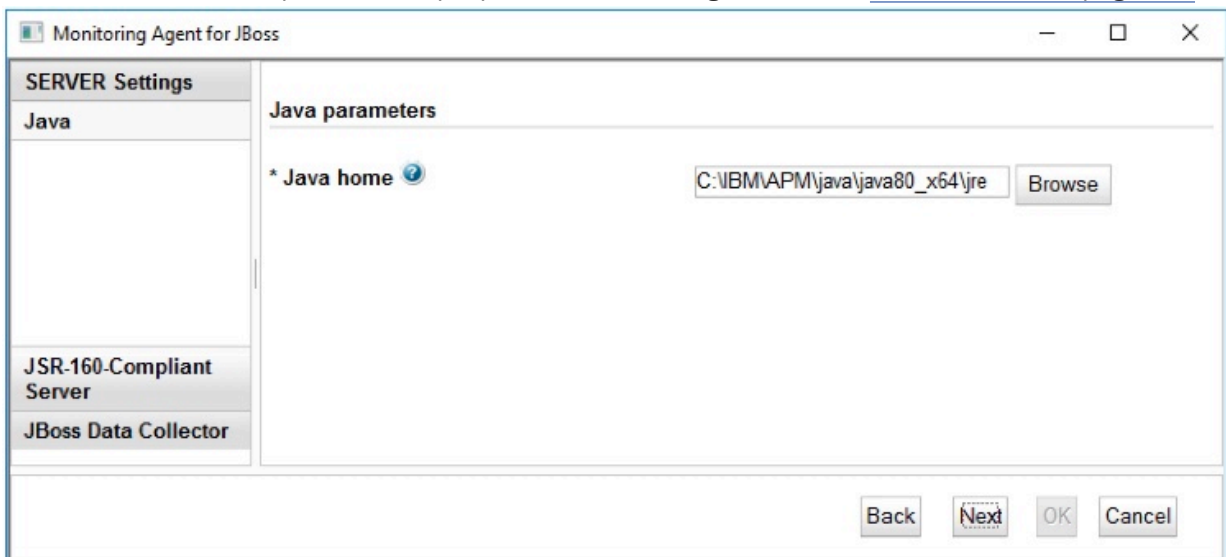 Monitoring Agent for JBoss
SERVER Settings
Java
Java parameters
* Java home
C:\IBM\APM\java\java80_x64\jre
Browse
JSR-160-Compliant
Server
JBoss Data Collector
Back
Next
OK
Cancel